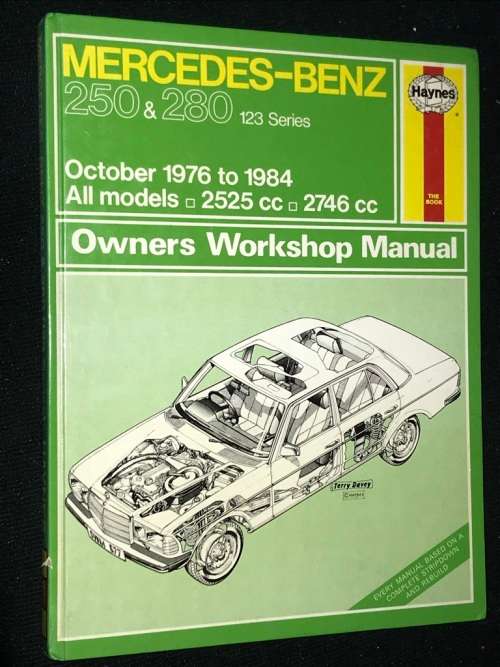 MERCEDES-BENZ
250 & 280 123 Series
October 1976 to 1984
All models ▫ 2525 cc ▫ 2746 cc
Haynes
®
THE
BOOK
Owners Workshop Manual
Terry Davey
EVERY MANUAL BASED ON A
COMPLETE STRIPDOWN
AND REBUILD